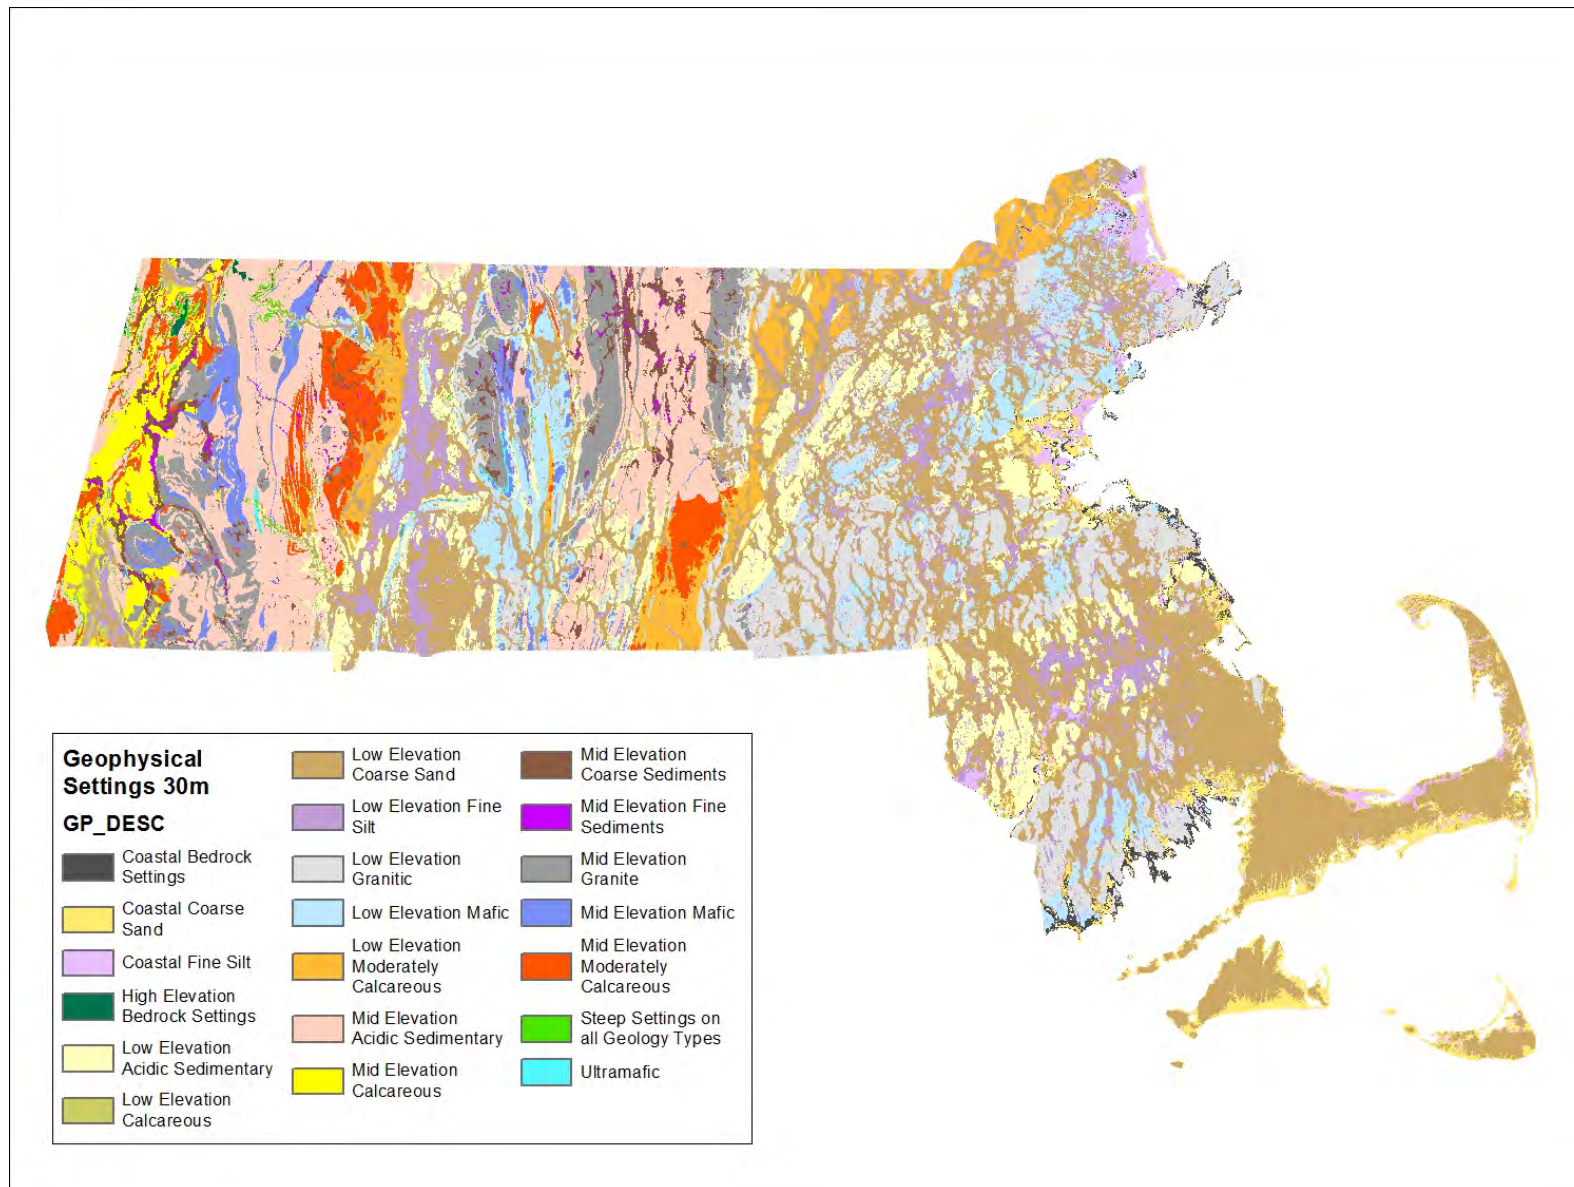 Geophysical
Settings 30m
GP_DESC
Coastal Bedrock
Settings
Coastal Coarse
Sand
Coastal Fine Silt
High Elevation
Bedrock Settings
Low Elevation
Acidic Sedimentary
Low Elevation
Calcareous
Low Elevation
Coarse Sand
Low Elevation Fine
Silt
Low Elevation
Granitic
Low Elevation Mafic
Low Elevation
Moderately
Calcareous
Mid Elevation
Acidic Sedimentary
Mid Elevation
Calcareous
Mid Elevation
Coarse Sediments
Mid Elevation Fine
Sediments
Mid Elevation
Granite
Mid Elevation Mafic
Mid Elevation
Moderately
Calcareous
Steep Settings on
all Geology Types
Ultramafic